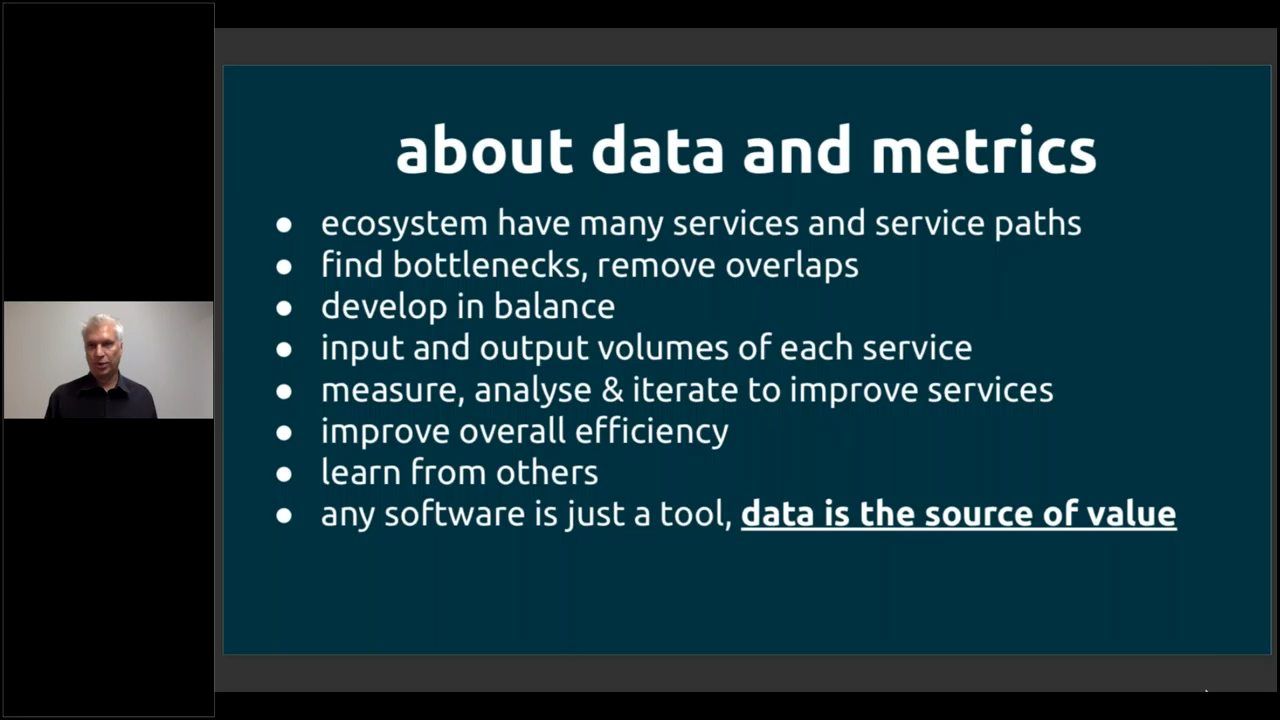 about data and metrics
● ecosystem have many services and service paths
● find bottlenecks, remove overlaps
● develop in balance
● input and output volumes of each service
● measure, analyse & iterate to improve services
● improve overall efficiency
● learn from others
● any software is just a tool, data is the source of value